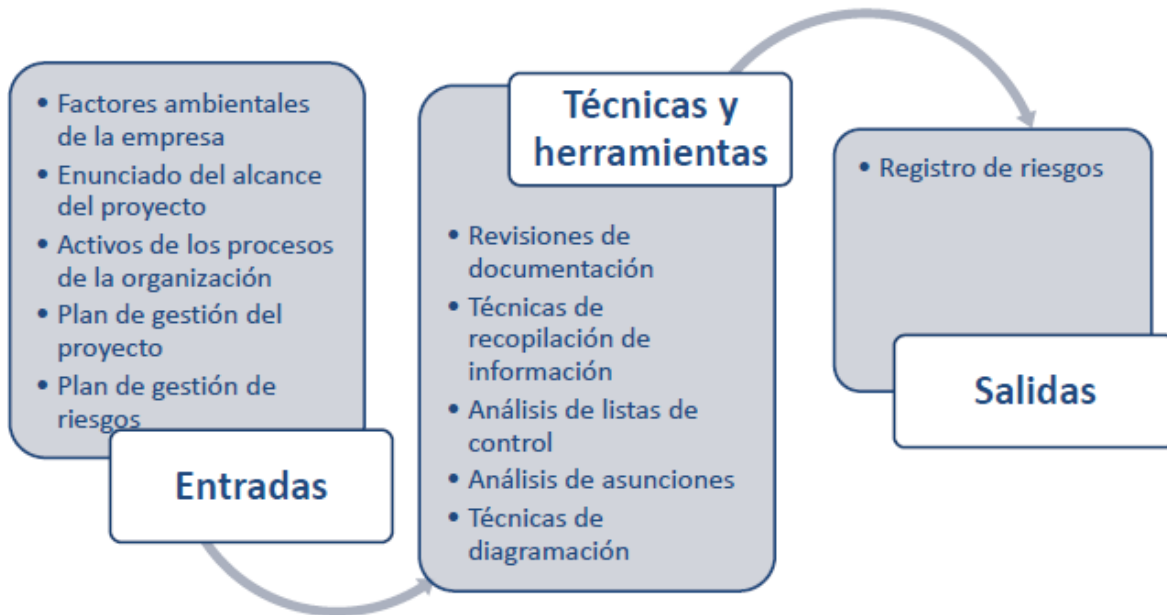 • Factores ambientales
de la empresa
• Enunciado del alcance
del proyecto
• Activos de los procesos
de la organización
• Plan de gestión del
proyecto
• Plan de gestión de
riesgos
Entradas
Técnicas y
herramientas
• Revisiones de
documentación
• Técnicas de
recopilación de
información
• Análisis de listas de
control
• Análisis de asunciones
• Técnicas de
diagramación
• Registro de riesgos
Salidas